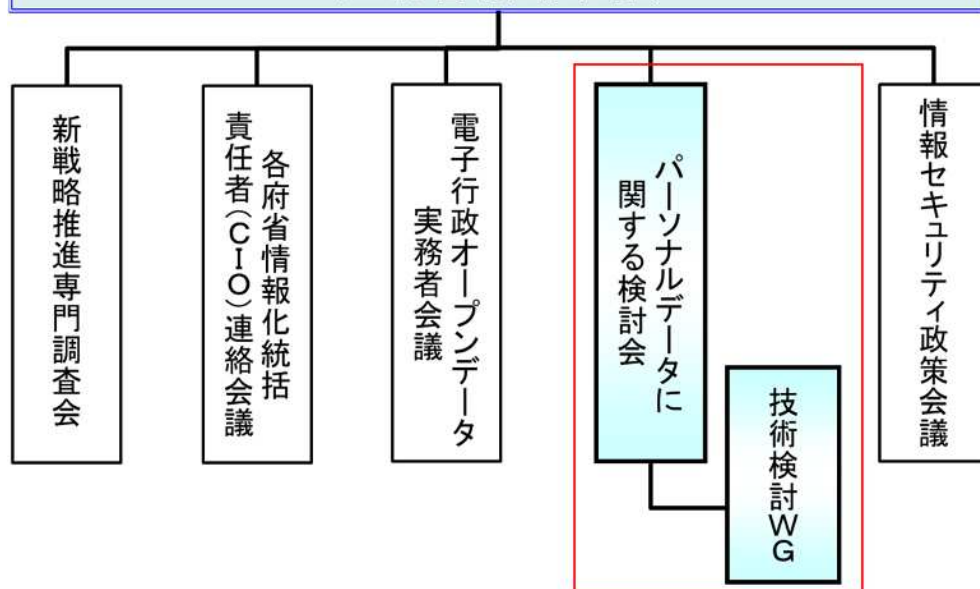 新戦略推進専門調査会
各府省情報化統括
責任者(CIO)連絡会議
電子行政オープンデータ
実務者会議
パーソナルデータに
関する検討会
技術検討WG
情報セキュリティ政策会議